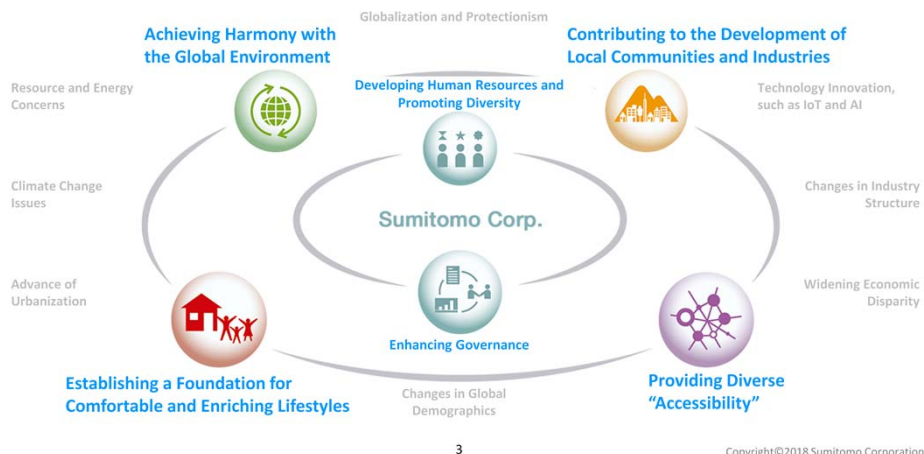 Globalization and Protectionism
Achieving Harmony with
the Global Environment
Contributing to the Development of
Local Communities and Industries
Resource and Energy
Concerns
Developing Human Resources and
Promoting Diversity
Technology Innovation,
such as IoT and AI
Climate Change
Issues
Sumitomo Corp.
Changes in Industry
Structure
Advance of
Urbanization
Widening Economic
Disparity
Enhancing Governance
Establishing a Foundation for
Comfortable and Enriching Lifestyles
Changes in Global
Demographics
Providing Diverse
“Accessibility”
3
Copyright©2018 Sumitomo Corporation